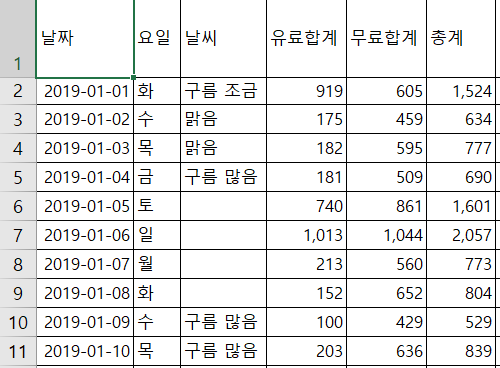 1 날짜 요일 날씨 유료합계 무료합계 총계
2 2019-01-01 화 구름 조금 919 605 1,524
3 2019-01-02 수 맑음 175 459 634
4 2019-01-03 목 맑음 182 595 777
5 2019-01-04 금 구름 많음 181 509 690
6 2019-01-05 토 740 861 1,601
7 2019-01-06 일 1,013 1,044 2,057
8 2019-01-07 월 213 560 773
9 2019-01-08 화 152 652 804
10 2019-01-09 수 구름 많음 100 429 529
11 2019-01-10 목 구름 많음 203 636 839